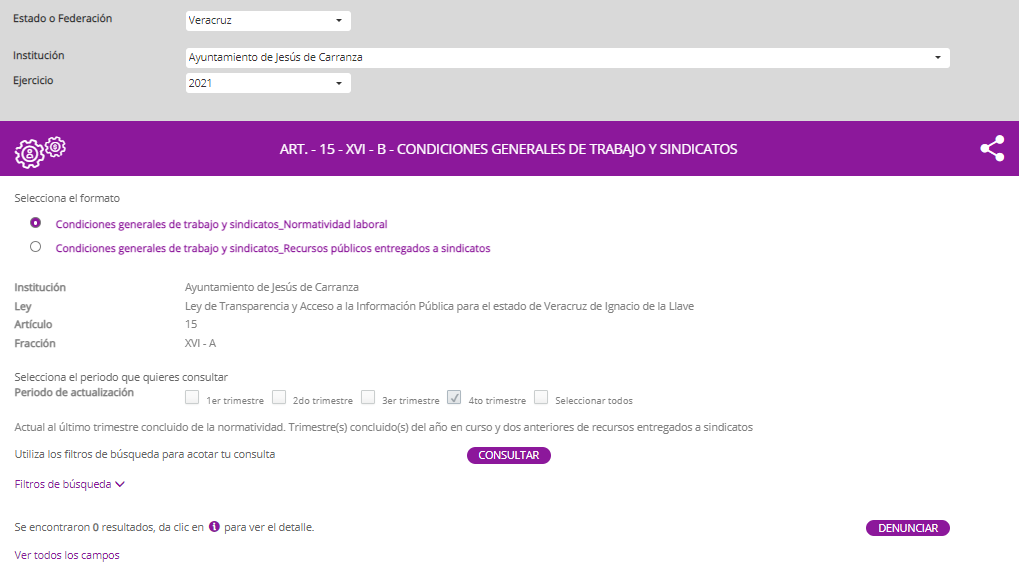 Estado o Federación
Veracruz
Institución
Ayuntamiento de Jesús de Carranza
Ejercicio
2021
ART. - 15 - XVI - B - CONDICIONES GENERALES DE TRABAJO Y SINDICATOS
Selecciona el formato
Condiciones generales de trabajo y sindicatos_Normatividad laboral
Condiciones generales de trabajo y sindicatos_Recursos públicos entregados a sindicatos
Institución Ayuntamiento de Jesús de Carranza
Ley Ley de Transparencia y Acceso a la Información Pública para el estado de Veracruz de Ignacio de la Llave
Artículo 15
Fracción XVI - A
Selecciona el periodo que quieres consultar
Periodo de actualización 1er trimestre 2do trimestre 3er trimestre 4to trimestre Seleccionar todos
Actual al último trimestre concluido de la normatividad. Trimestre(s) concluido(s) del año en curso y dos anteriores de recursos entregados a sindicatos
Utiliza los filtros de búsqueda para acotar tu consulta CONSULTAR
Filtros de búsqueda
Se encontraron 0 resultados, da clic en i para ver el detalle. DENUNCIAR
Ver todos los campos